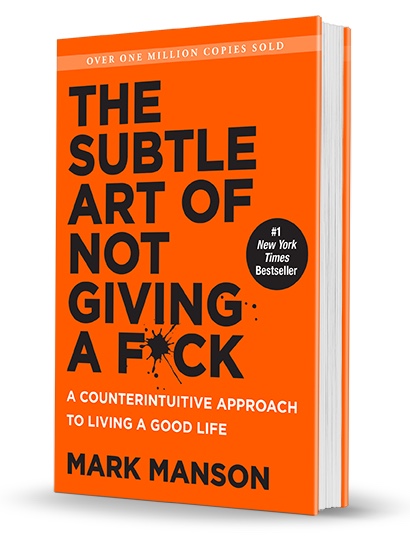 OVER ONE MILLION COPIES SOLD
THE
SUBTLE
ART OF
NOT
GIVING
A F*CK
#1
New York
Times
Bestseller
A COUNTERINTUITIVE APPROACH
TO LIVING A GOOD LIFE
MARK MANSON